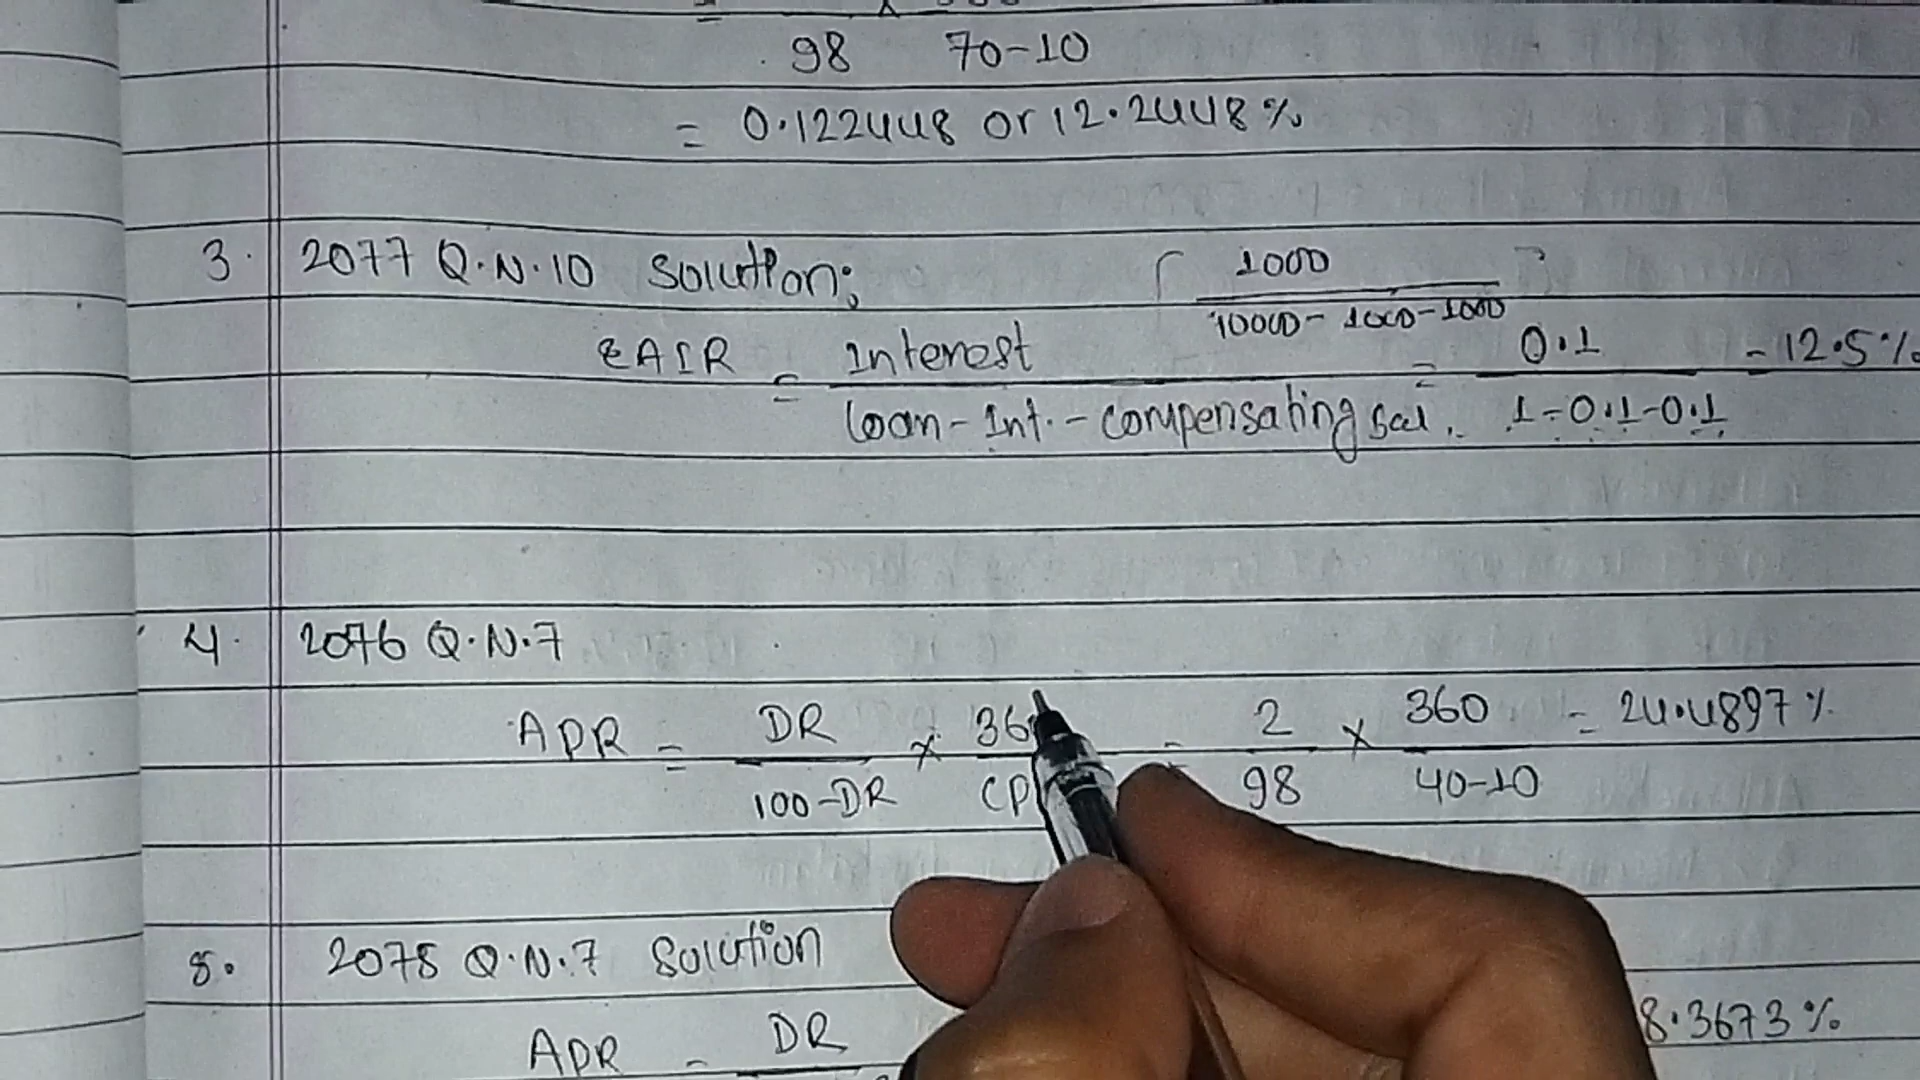 98 70-10
= 0.122448 or 12.2448%
3. 2077 Q.N.10 Solution; [ 1000 ]
10000-1000-1000
EAIR = Interest = 0.1 = 12.5%
Loan - Int. - Compensating bal. 1-0.1-0.1
4. 2076 Q.N.7
APR = DR × 36 = 2 × 360 = 24.4897%
100-DR CP 98 40-10
5. 2075 Q.N.7 Solution
APR = DR 8.3673%